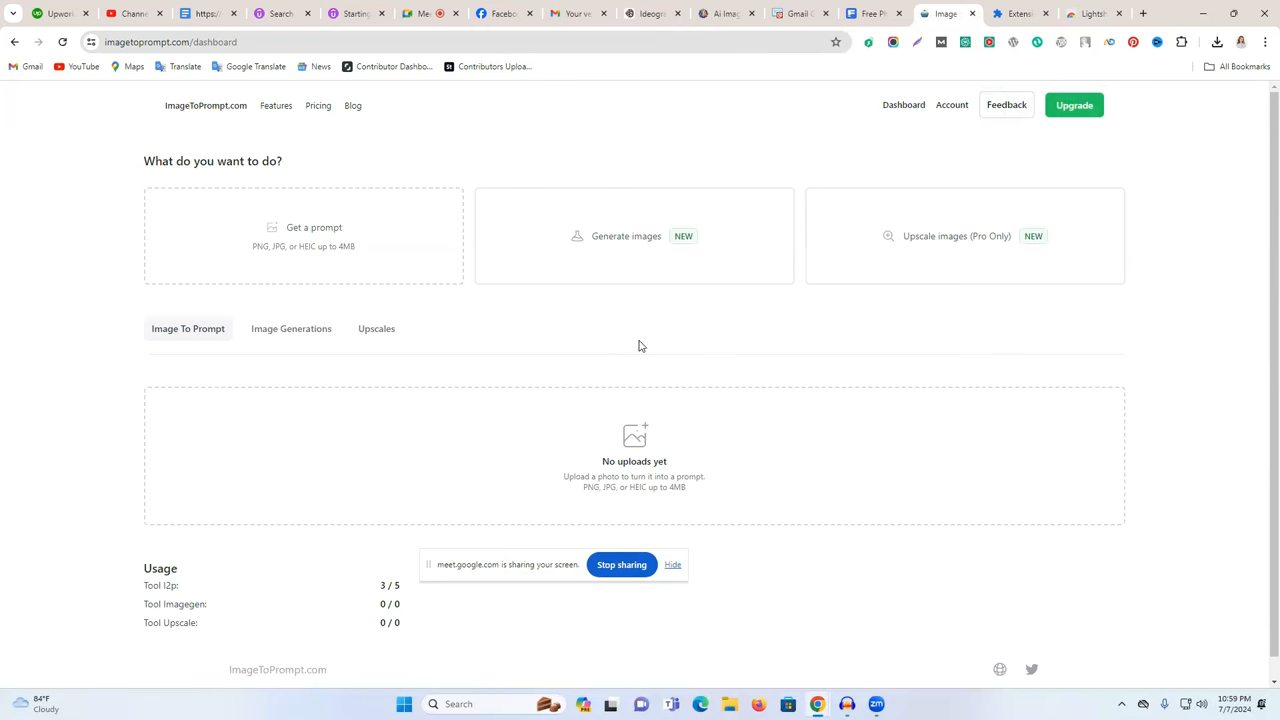 Upwor
Channe
https:/
Search
Starting
Me
Facebo
Your ve
Ideogra
Ai Imag
Gmail C
Free Pi
Image
Extensi
Lightsh
imagetoprompt.com/dashboard
Gmail
YouTube
Maps
Translate
Google Translate
News
Contributor Dashbo...
Contributors Uploa...
All Bookmarks
ImageToPrompt.com
Features
Pricing
Blog
Dashboard
Account
Feedback
Upgrade
What do you want to do?
Get a prompt
PNG, JPG, or HEIC up to 4MB
Generate images NEW
Upscale images (Pro Only) NEW
Image To Prompt
Image Generations
Upscales
No uploads yet
Upload a photo to turn it into a prompt.
PNG, JPG, or HEIC up to 4MB
Usage
Tool I2p: 3 / 5
Tool Imagegen: 0 / 0
Tool Upscale: 0 / 0
meet.google.com is sharing your screen.
Stop sharing
Hide
ImageToPrompt.com
84°F
Cloudy
Search
10:59 PM
7/7/2024